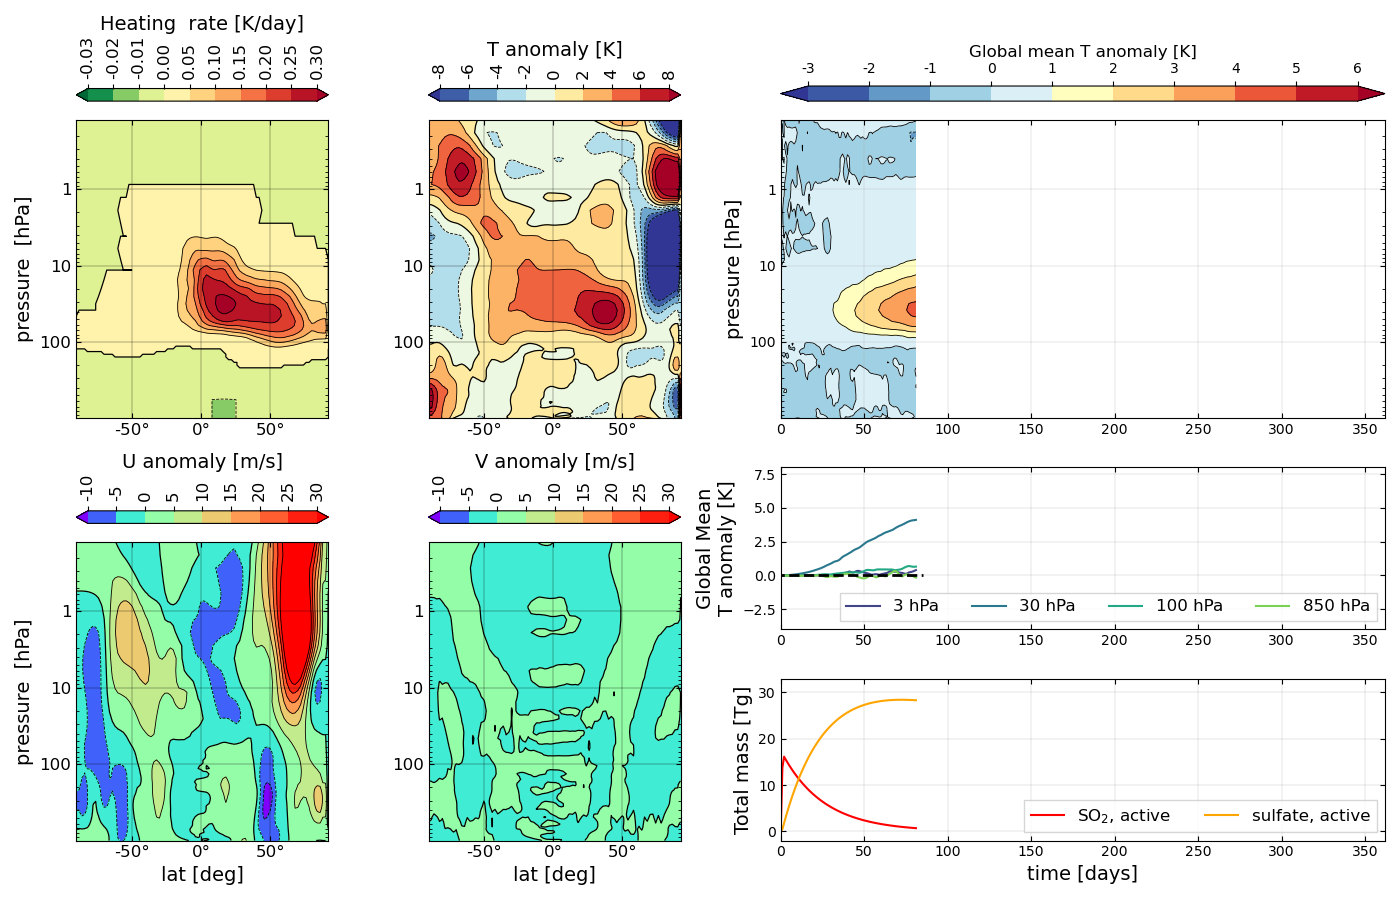 Heating  rate [K/day]
-0.03 -0.02 -0.01 0.00 0.05 0.10 0.15 0.20 0.25 0.30
pressure  [hPa]
1
10
100
-50° 0° 50°
T anomaly [K]
-8 -6 -4 -2 0 2 4 6 8
1
10
100
-50° 0° 50°
Global mean T anomaly [K]
-3 -2 -1 0 1 2 3 4 5 6
pressure [hPa]
1
10
100
0 50 100 150 200 250 300 350
U anomaly [m/s]
-10 -5 0 5 10 15 20 25 30
pressure  [hPa]
1
10
100
-50° 0° 50°
lat [deg]
V anomaly [m/s]
-10 -5 0 5 10 15 20 25 30
1
10
100
-50° 0° 50°
lat [deg]
Global Mean
T anomaly [K]
7.5
5.0
2.5
0.0
−2.5
3 hPa 30 hPa 100 hPa 850 hPa
0 50 100 150 200 250 300 350
Total mass [Tg]
30
20
10
0
SO₂, active sulfate, active
0 50 100 150 200 250 300 350
time [days]